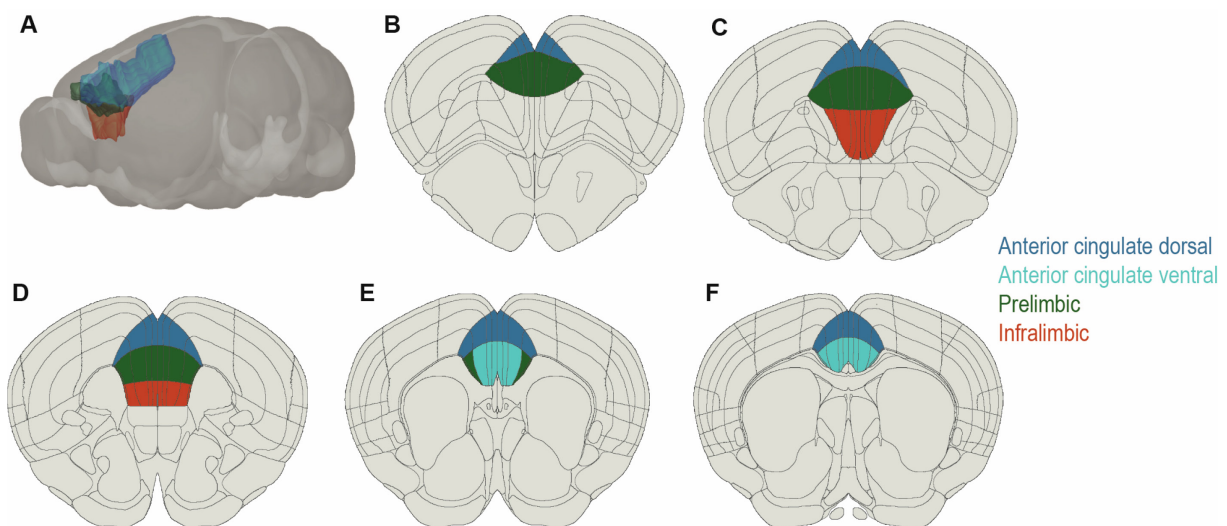 A
B
C
Anterior cingulate dorsal
Anterior cingulate ventral
Prelimbic
Infralimbic
D
E
F